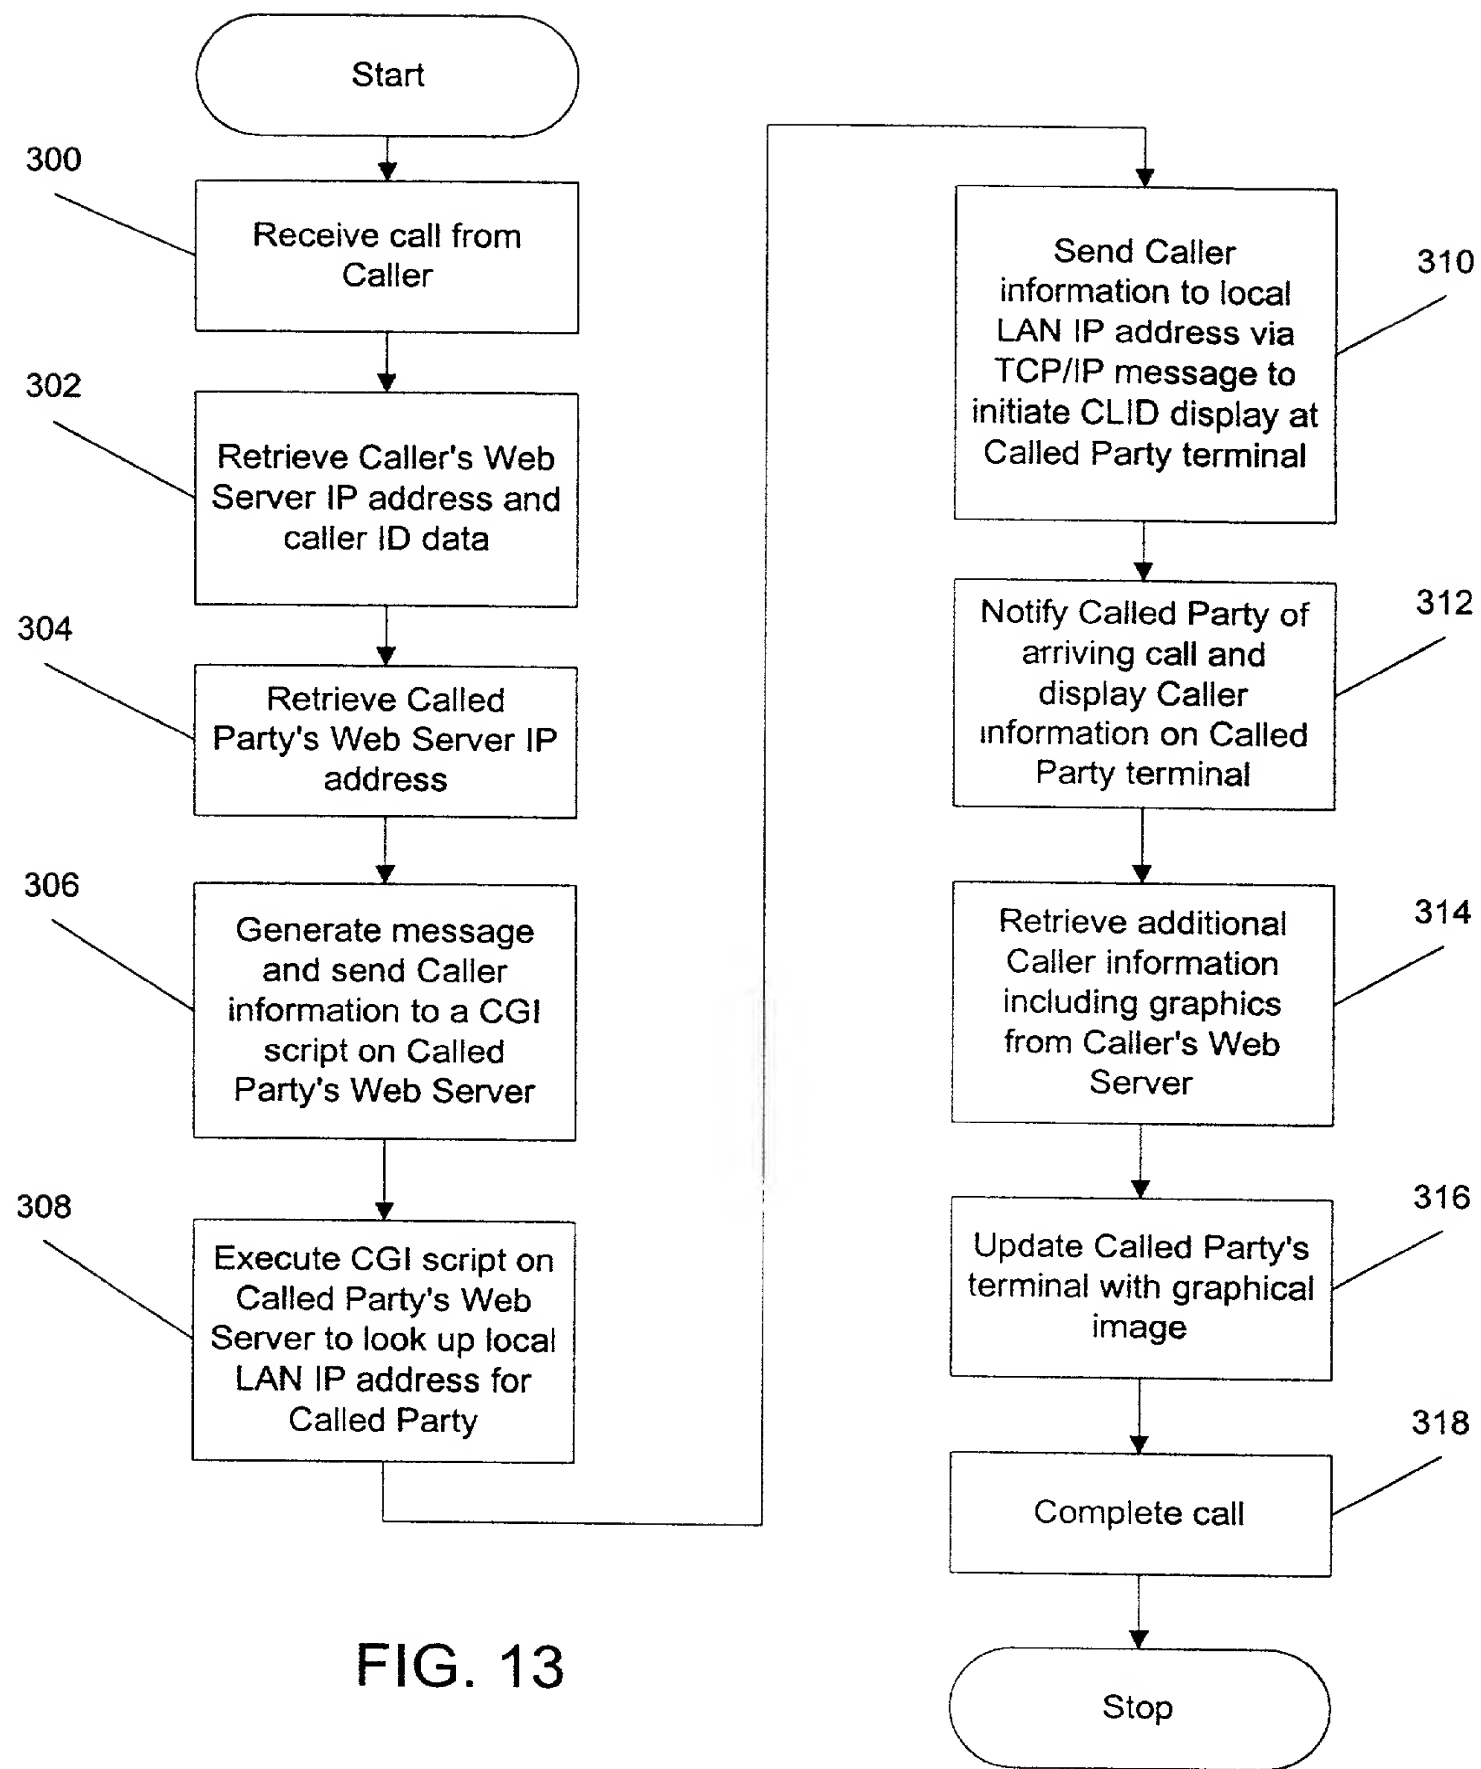 Start
300
Receive call from
Caller
302
Retrieve Caller's Web
Server IP address and
caller ID data
304
Retrieve Called
Party's Web Server IP
address
306
Generate message
and send Caller
information to a CGI
script on Called
Party's Web Server
308
Execute CGI script on
Called Party's Web
Server to look up local
LAN IP address for
Called Party
310
Send Caller
information to local
LAN IP address via
TCP/IP message to
initiate CLID display at
Called Party terminal
312
Notify Called Party of
arriving call and
display Caller
information on Called
Party terminal
314
Retrieve additional
Caller information
including graphics
from Caller's Web
Server
316
Update Called Party's
terminal with graphical
image
318
Complete call
Stop
FIG. 13